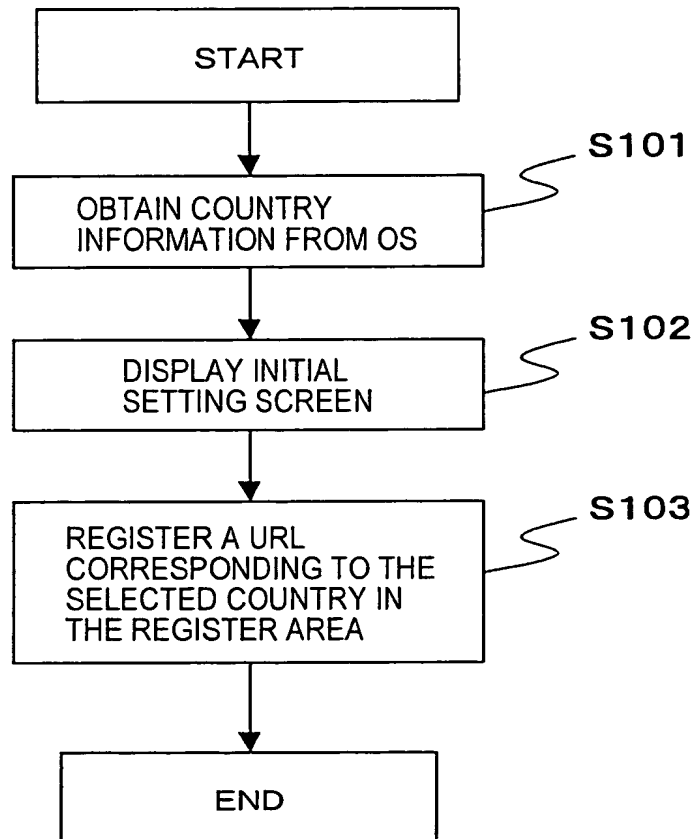 START
S101
OBTAIN COUNTRY
INFORMATION FROM OS
S102
DISPLAY INITIAL
SETTING SCREEN
S103
REGISTER A URL
CORRESPONDING TO THE
SELECTED COUNTRY IN
THE REGISTER AREA
END